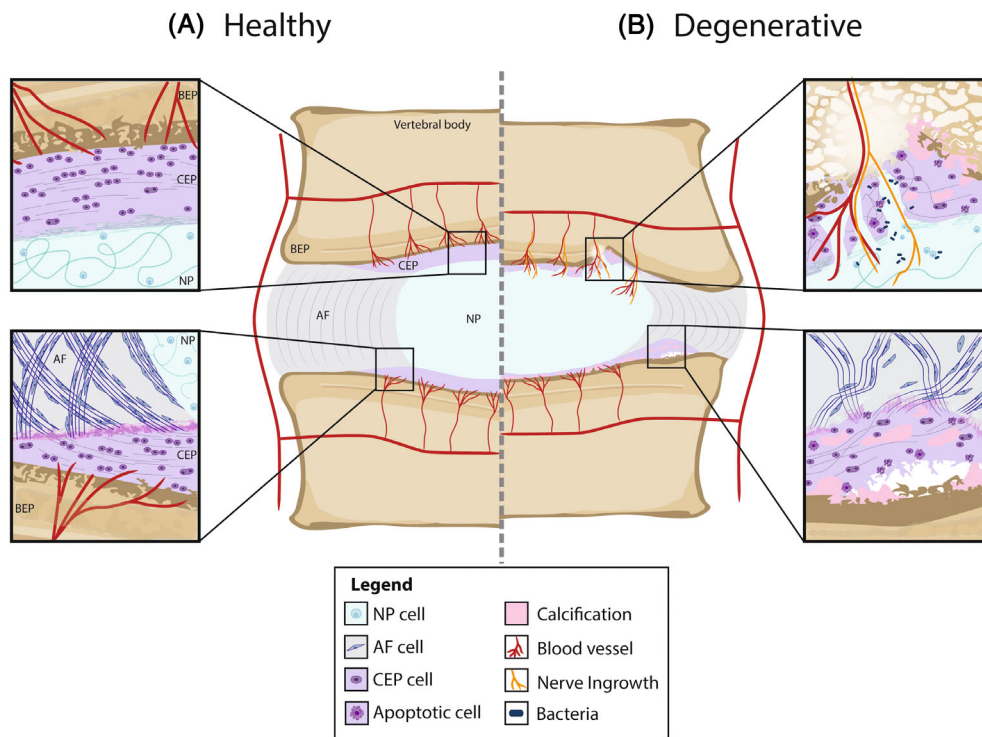 (A) Healthy
(B) Degenerative
BEP
CEP
NP
Vertebral body
BEP
CEP
AF
NP
AF
NP
CEP
BEP
Legend
NP cell
AF cell
CEP cell
Apoptotic cell
Calcification
Blood vessel
Nerve Ingrowth
Bacteria